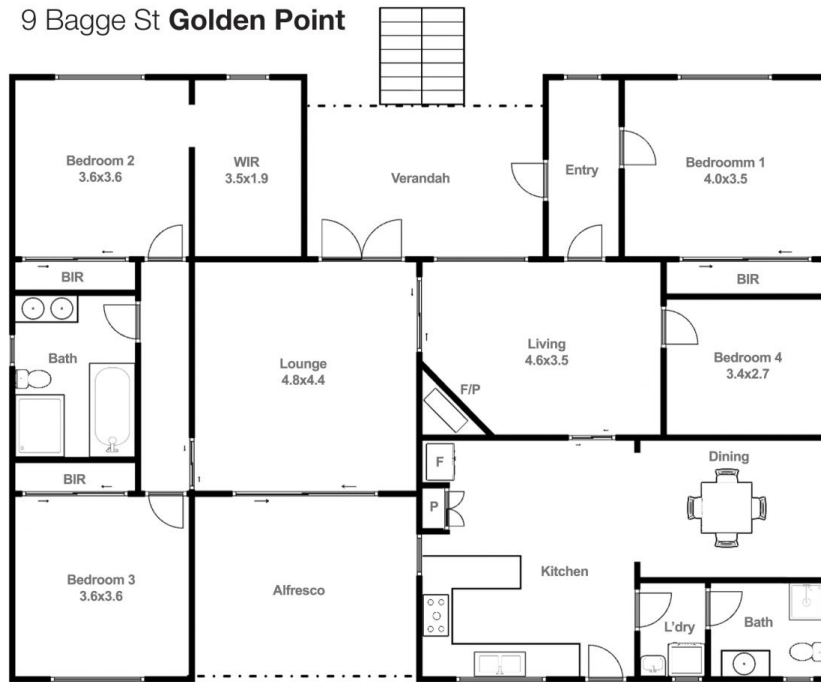 9 Bagge St Golden Point
Bedroom 2
3.6x3.6
WIR
3.5x1.9
Verandah
Entry
Bedroomm 1
4.0x3.5
BIR
BIR
Bath
Lounge
4.8x4.4
Living
4.6x3.5
F/P
Bedroom 4
3.4x2.7
BIR
F
P
Dining
Bedroom 3
3.6x3.6
Alfresco
Kitchen
L'dry
Bath